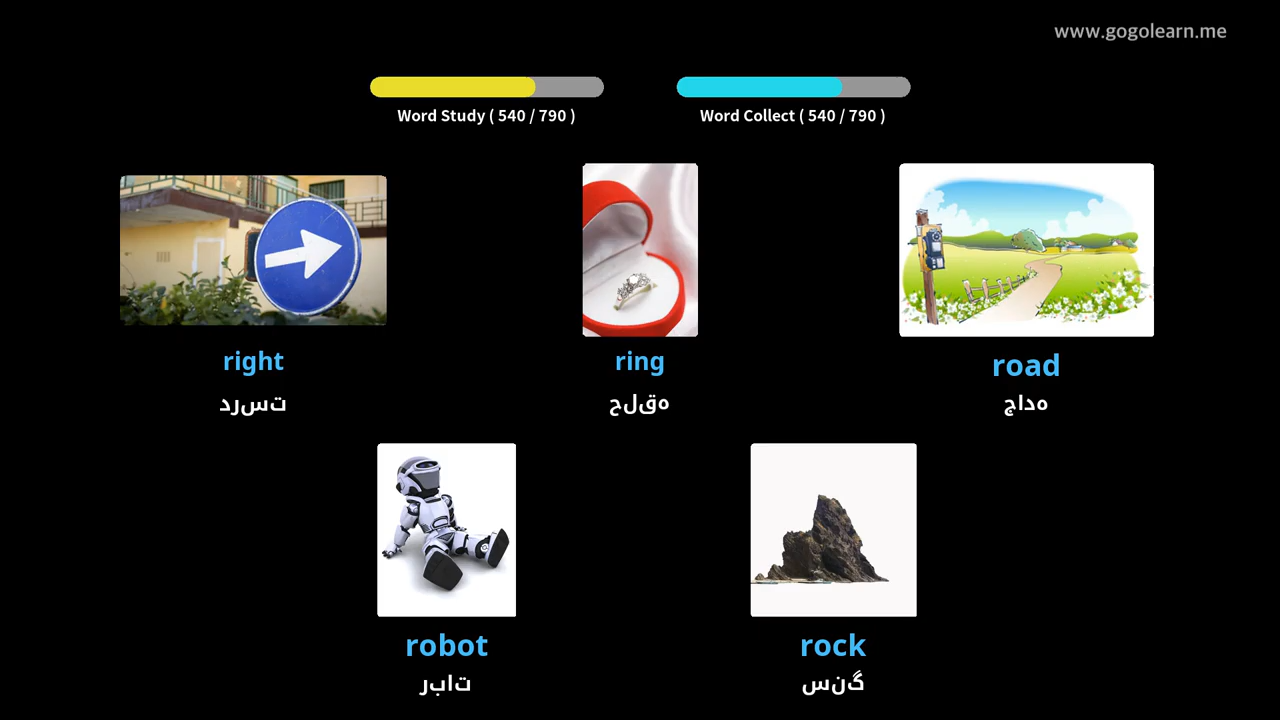 www.gogolearn.me
Word Study ( 540 / 790 )
Word Collect ( 540 / 790 )
right
درست
ring
حلقه
road
جاده
robot
ربات
rock
سنگ